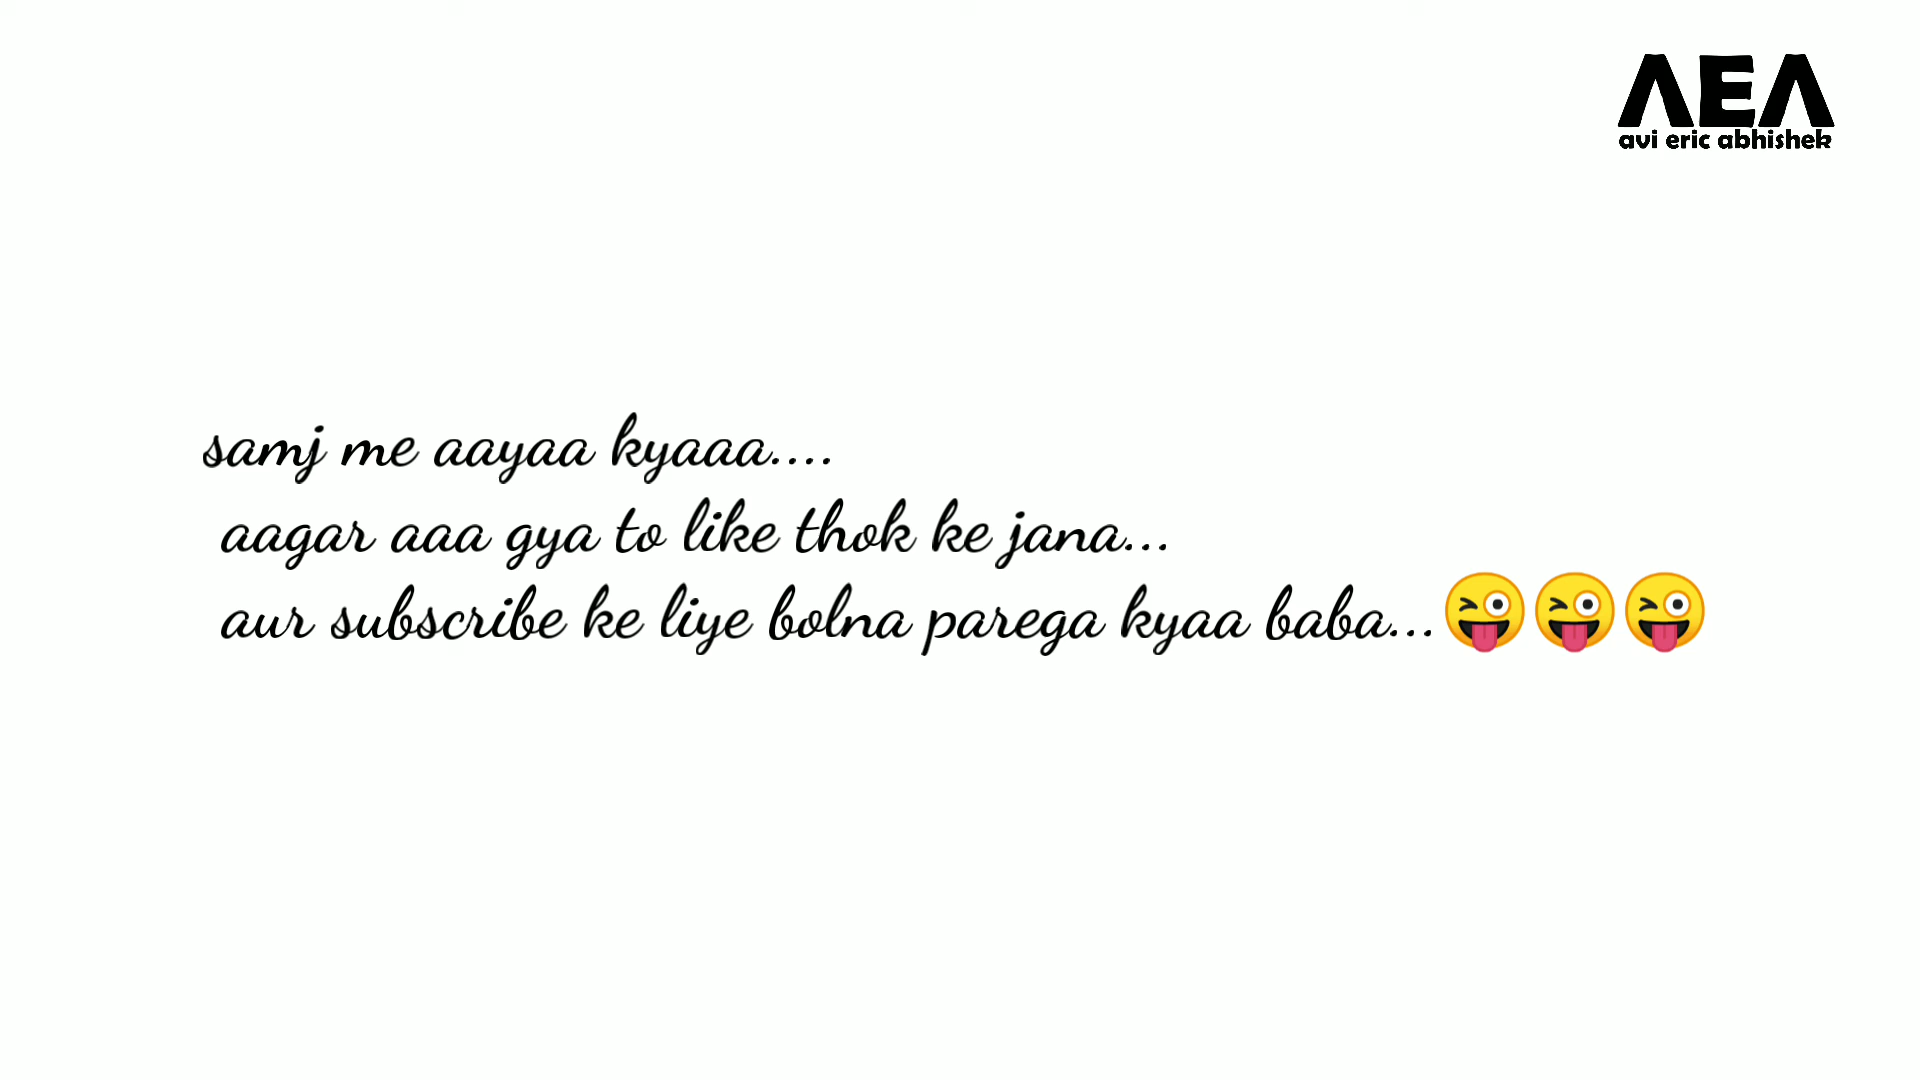 AEA
avi eric abhishek
samj me aayaa kyaaa....
aagar aaa gya to like thok ke jana...
aur subscribe ke liye bolna parega kyaa baba...😜😜😜